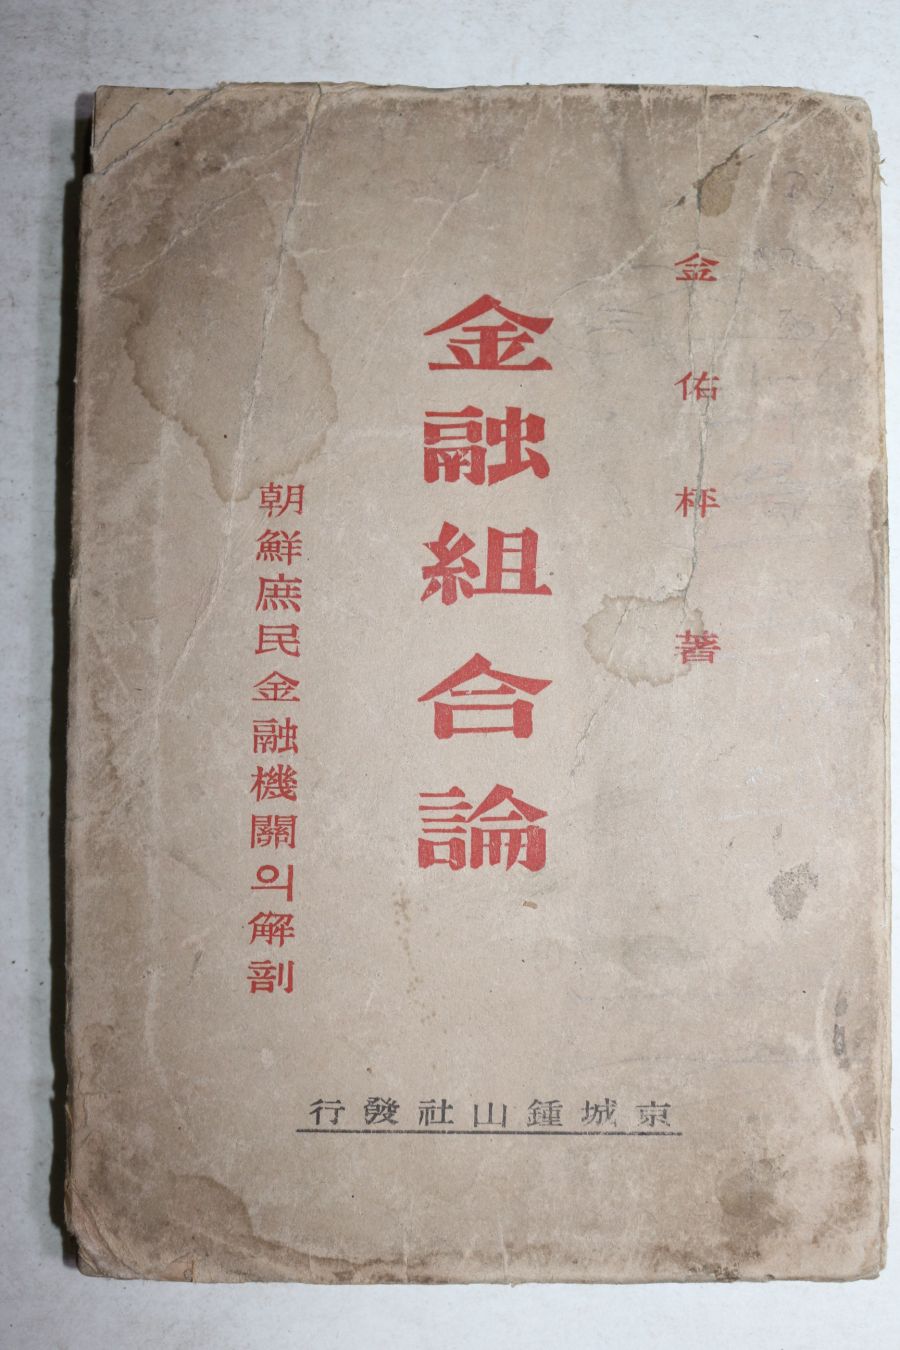 金佑枰著
金融組合論
朝鮮庶民金融機關의解剖
京城鍾山社發行